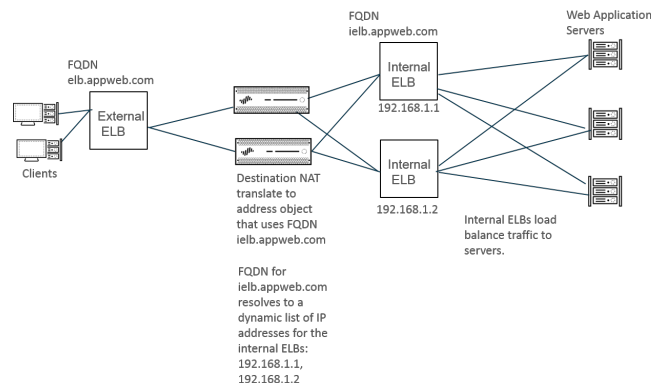 FQDN
elb.appweb.com
External
ELB
Clients
Destination NAT
translate to
address object
that uses FQDN
ielb.appweb.com
FQDN for
ielb.appweb.com
resolves to a
dynamic list of IP
addresses for the
internal ELBs:
192.168.1.1,
192.168.1.2
FQDN
ielb.appweb.com
Internal
ELB
192.168.1.1
Internal
ELB
192.168.1.2
Web Application
Servers
Internal ELBs load
balance traffic to
servers.